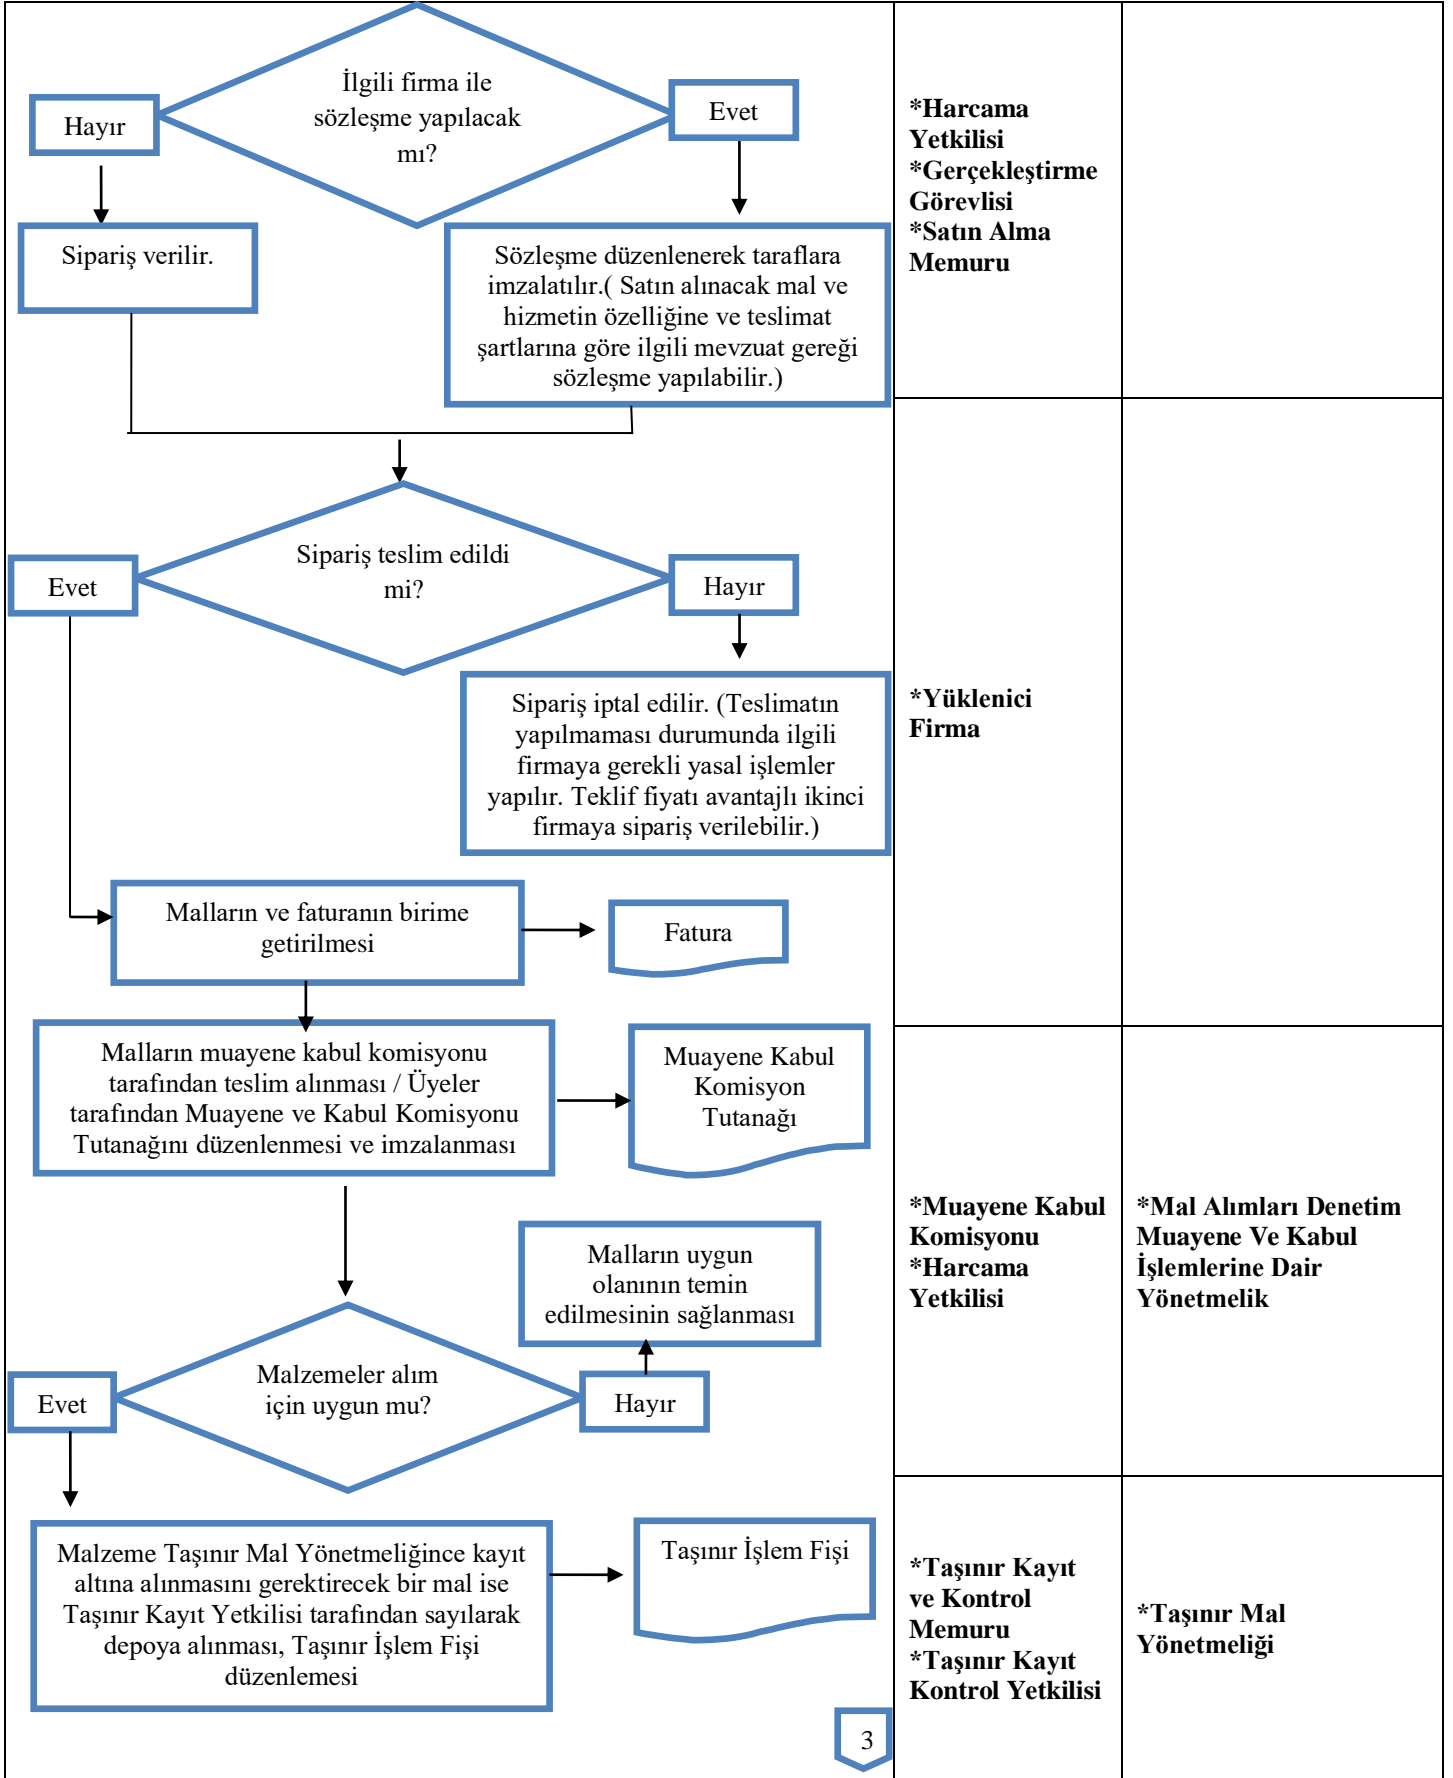 İlgili firma ile
sözleşme yapılacak
mı?
Hayır
Evet
Sipariş verilir.
Sözleşme düzenlenerek taraflara
imzalatılır.( Satın alınacak mal ve
hizmetin özelliğine ve teslimat
şartlarına göre ilgili mevzuat gereği
sözleşme yapılabilir.)
*Harcama
Yetkilisi
*Gerçekleştirme
Görevlisi
*Satın Alma
Memuru
Sipariş teslim edildi
mi?
Evet
Hayır
Sipariş iptal edilir. (Teslimatın
yapılmaması durumunda ilgili
firmaya gerekli yasal işlemler
yapılır. Teklif fiyatı avantajlı ikinci
firmaya sipariş verilebilir.)
Malların ve faturanın birime
getirilmesi
Fatura
*Yüklenici
Firma
Malların muayene kabul komisyonu
tarafından teslim alınması / Üyeler
tarafından Muayene ve Kabul Komisyonu
Tutanağını düzenlenmesi ve imzalanması
Muayene Kabul
Komisyon
Tutanağı
Malların uygun
olanının temin
edilmesinin sağlanması
Malzemeler alım
için uygun mu?
Evet
Hayır
*Muayene Kabul
Komisyonu
*Harcama
Yetkilisi
*Mal Alımları Denetim
Muayene Ve Kabul
İşlemlerine Dair
Yönetmelik
Malzeme Taşınır Mal Yönetmeliğince kayıt
altına alınmasını gerektirecek bir mal ise
Taşınır Kayıt Yetkilisi tarafından sayılarak
depoya alınması, Taşınır İşlem Fişi
düzenlemesi
Taşınır İşlem Fişi
*Taşınır Kayıt
ve Kontrol
Memuru
*Taşınır Kayıt
Kontrol Yetkilisi
*Taşınır Mal
Yönetmeliği
3